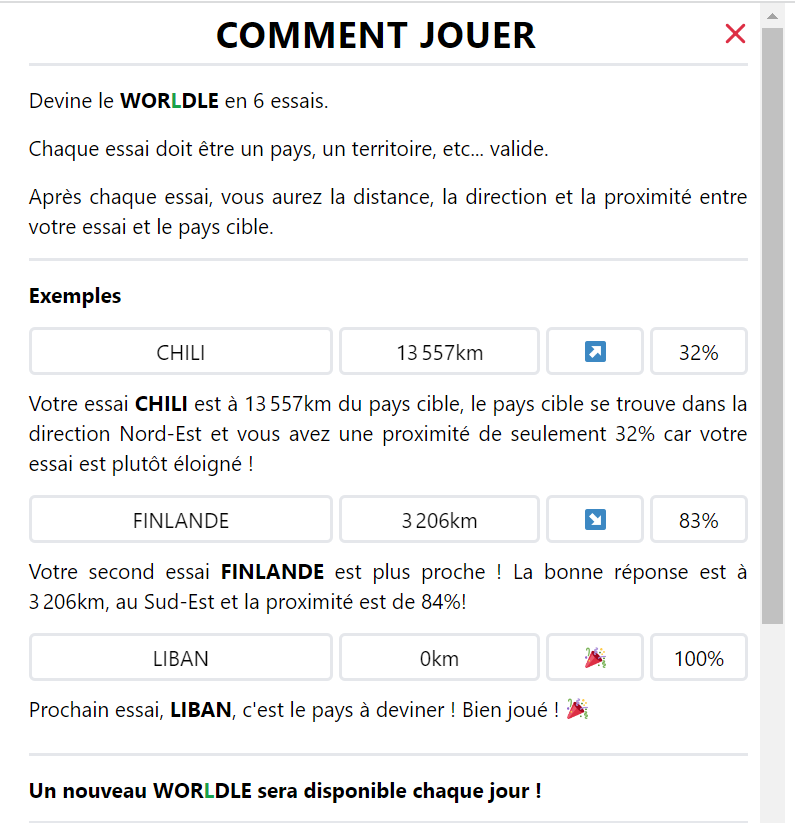 COMMENT JOUER
Devine le WORLDLE en 6 essais.
Chaque essai doit être un pays, un territoire, etc... valide.
Après chaque essai, vous aurez la distance, la direction et la proximité entre
votre essai et le pays cible.
Exemples
CHILI 13 557km ↗ 32%
Votre essai CHILI est à 13 557km du pays cible, le pays cible se trouve dans la
direction Nord-Est et vous avez une proximité de seulement 32% car votre
essai est plutôt éloigné !
FINLANDE 3 206km ↘ 83%
Votre second essai FINLANDE est plus proche ! La bonne réponse est à
3 206km, au Sud-Est et la proximité est de 84%!
LIBAN 0km 🎉 100%
Prochain essai, LIBAN, c'est le pays à deviner ! Bien joué ! 🎉
Un nouveau WORLDLE sera disponible chaque jour !